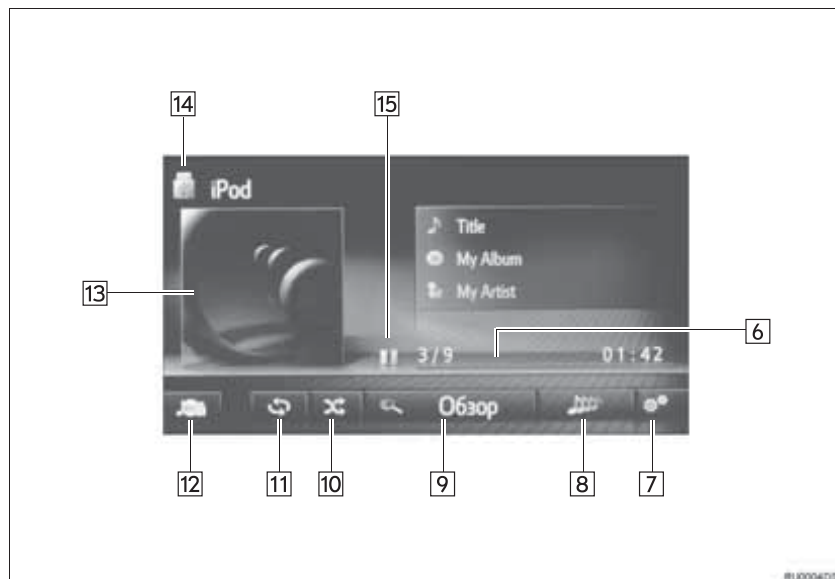 14 15
iPod
Title
My Album
13
My Artist
6
3/9 01:42
Обзор
12 11 10 9 8 7